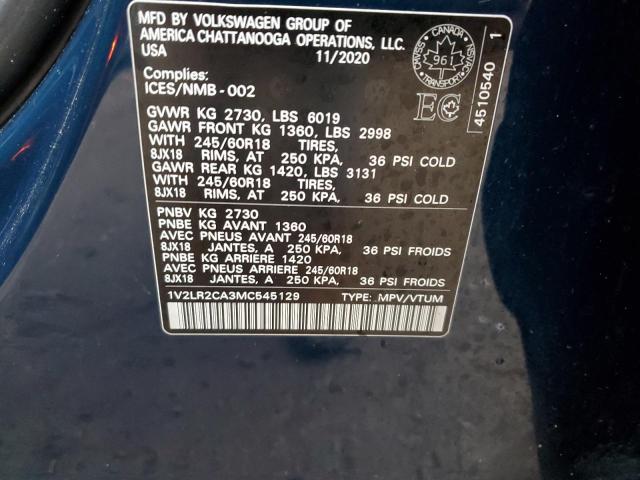 MFD BY VOLKSWAGEN GROUP OF
AMERICA CHATTANOOGA OPERATIONS, LLC.
USA 11/2020
Complies:
ICES/NMB-002
GVWR KG 2730, LBS 6019
GAWR FRONT KG 1360, LBS 2998
WITH 245/60R18 TIRES,
8JX18 RIMS, AT 250 KPA, 36 PSI COLD
GAWR REAR KG 1420, LBS 3131
WITH 245/60R18 TIRES,
8JX18 RIMS, AT 250 KPA, 36 PSI COLD
PNBV KG 2730
PNBE KG AVANT 1360
AVEC PNEUS AVANT 245/60R18
8JX18 JANTES, A 250 KPA, 36 PSI FROIDS
PNBE KG ARRIERE 1420
AVEC PNEUS ARRIERE 245/60R18
8JX18 JANTES, A 250 KPA, 36 PSI FROIDS
1V2LR2CA3MC545129 TYPE: MPV/VTUM
CANADA
961
TRANSPORT
EC
4510540 1